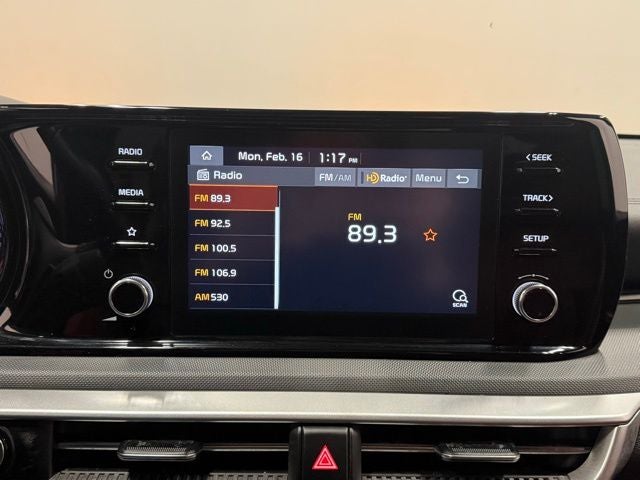 RADIO
MEDIA
Mon, Feb. 16 1:17 PM
Radio FM/AM HD Radio Menu
FM 89.3
FM 92.5
FM 100.5
FM 106.9
AM 530
FM
89.3
SCAN
< SEEK
TRACK >
SETUP